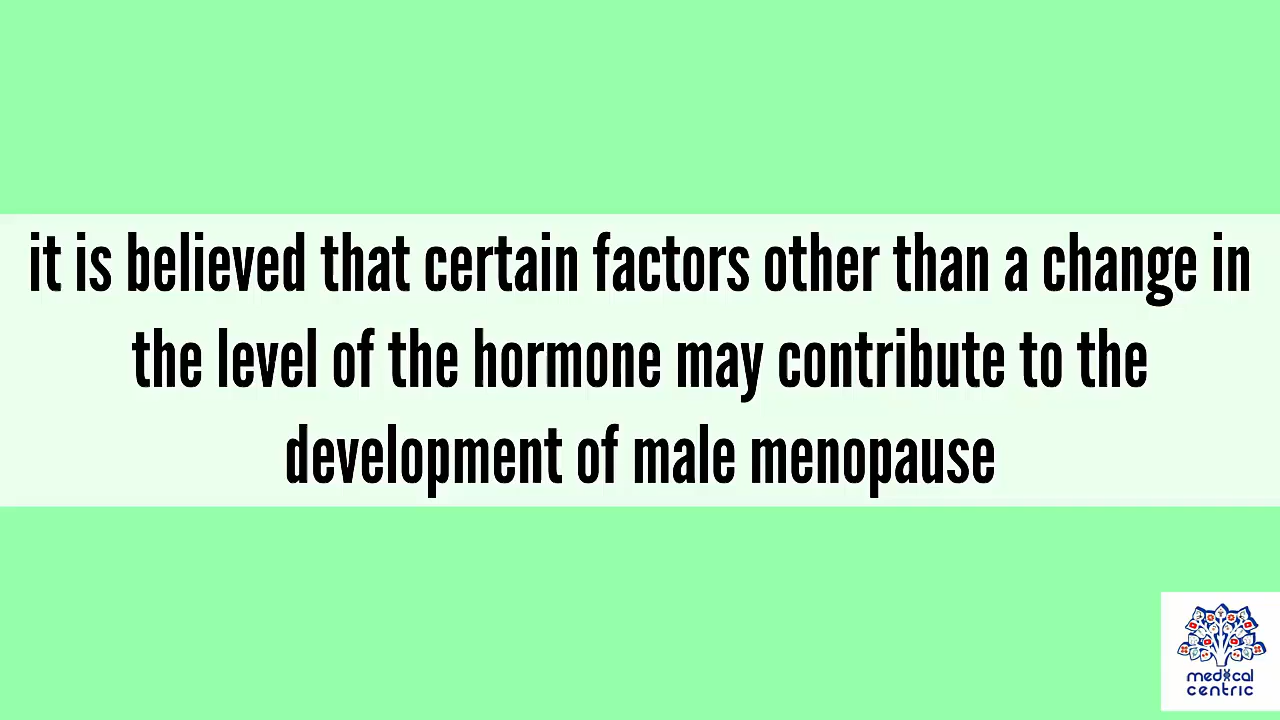 it is believed that certain factors other than a change in
the level of the hormone may contribute to the
development of male menopause
medical
centric